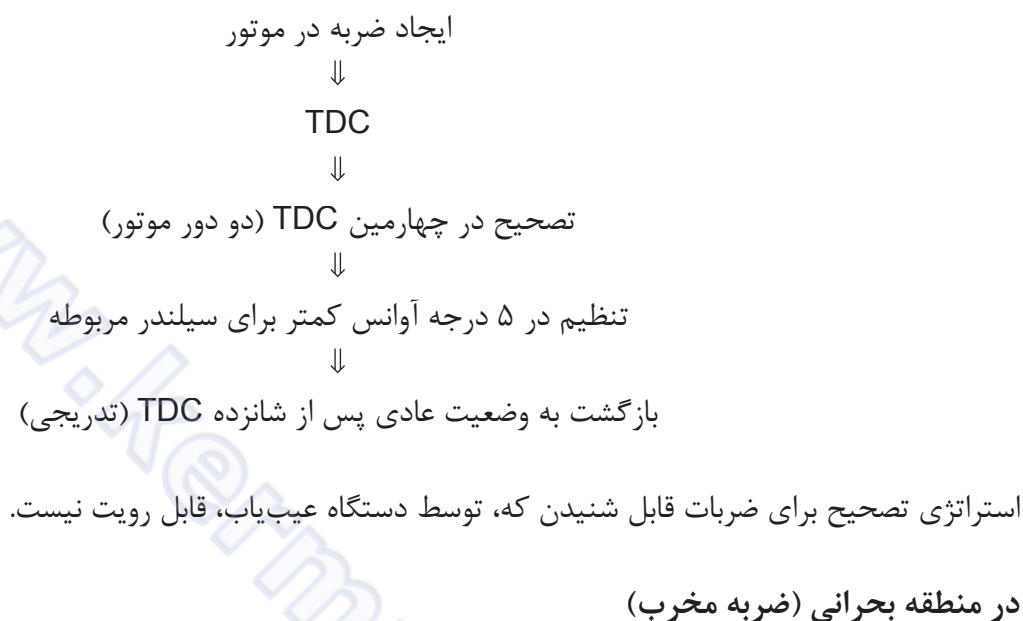 ایجاد ضربه در موتور
⇓
TDC
⇓
تصحیح در چهارمین TDC (دو دور موتور)
⇓
تنظیم در ۵ درجه آوانس کمتر برای سیلندر مربوطه
⇓
بازگشت به وضعیت عادی پس از شانزده TDC (تدریجی)
استراتژی تصحیح برای ضربات قابل شنیدن که، توسط دستگاه عیب‌یاب، قابل رویت نیست.
در منطقه بحرانی (ضربه مخرب)